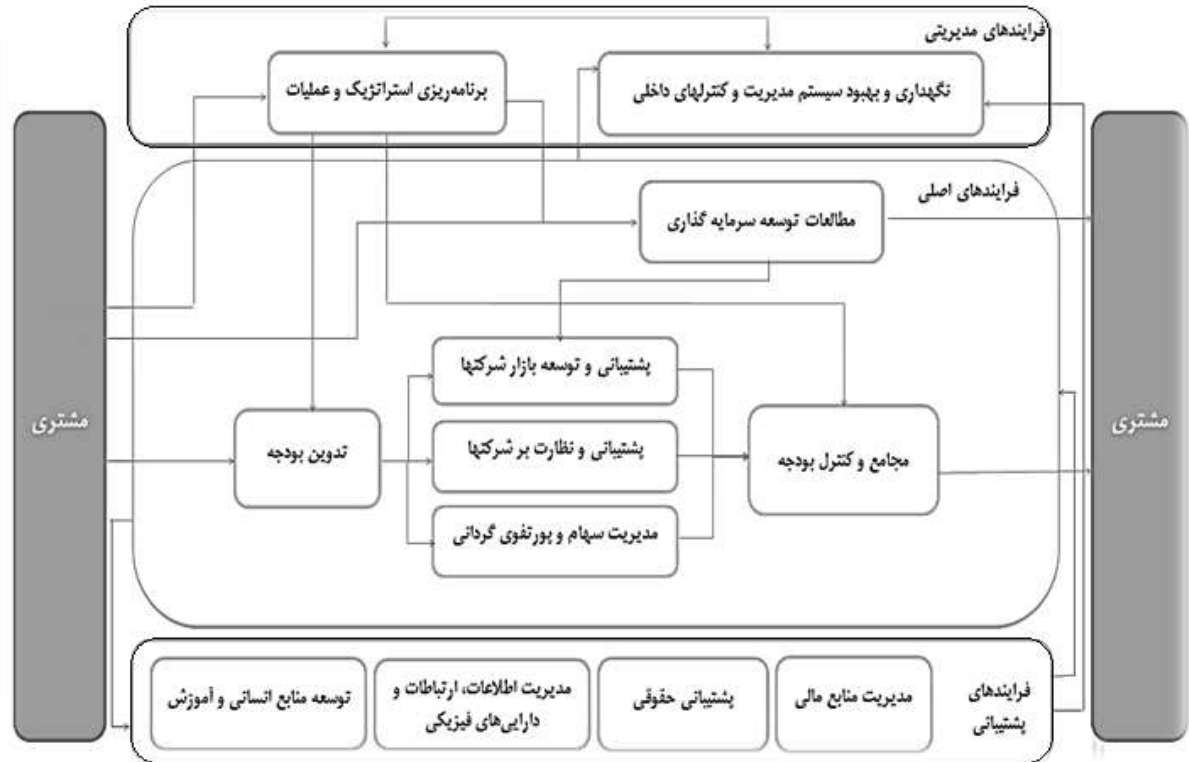 فرایندهای مدیریتی
نگهداری و بهبود سیستم مدیریت و کنترلهای داخلی
برنامه‌ریزی استراتژیک و عملیات
مشتری
فرایندهای اصلی
مطالعات توسعه سرمایه گذاری
پشتیبانی و توسعه بازار شرکتها
مجامع و کنترل بودجه
پشتیبانی و نظارت بر شرکتها
تدوین بودجه
مدیریت سهام و پورتفوی گردانی
مشتری
فرایندهای
پشتیبانی
مدیریت منابع مالی
پشتیبانی حقوقی
مدیریت اطلاعات، ارتباطات و
دارایی‌های فیزیکی
توسعه منابع انسانی و آموزش